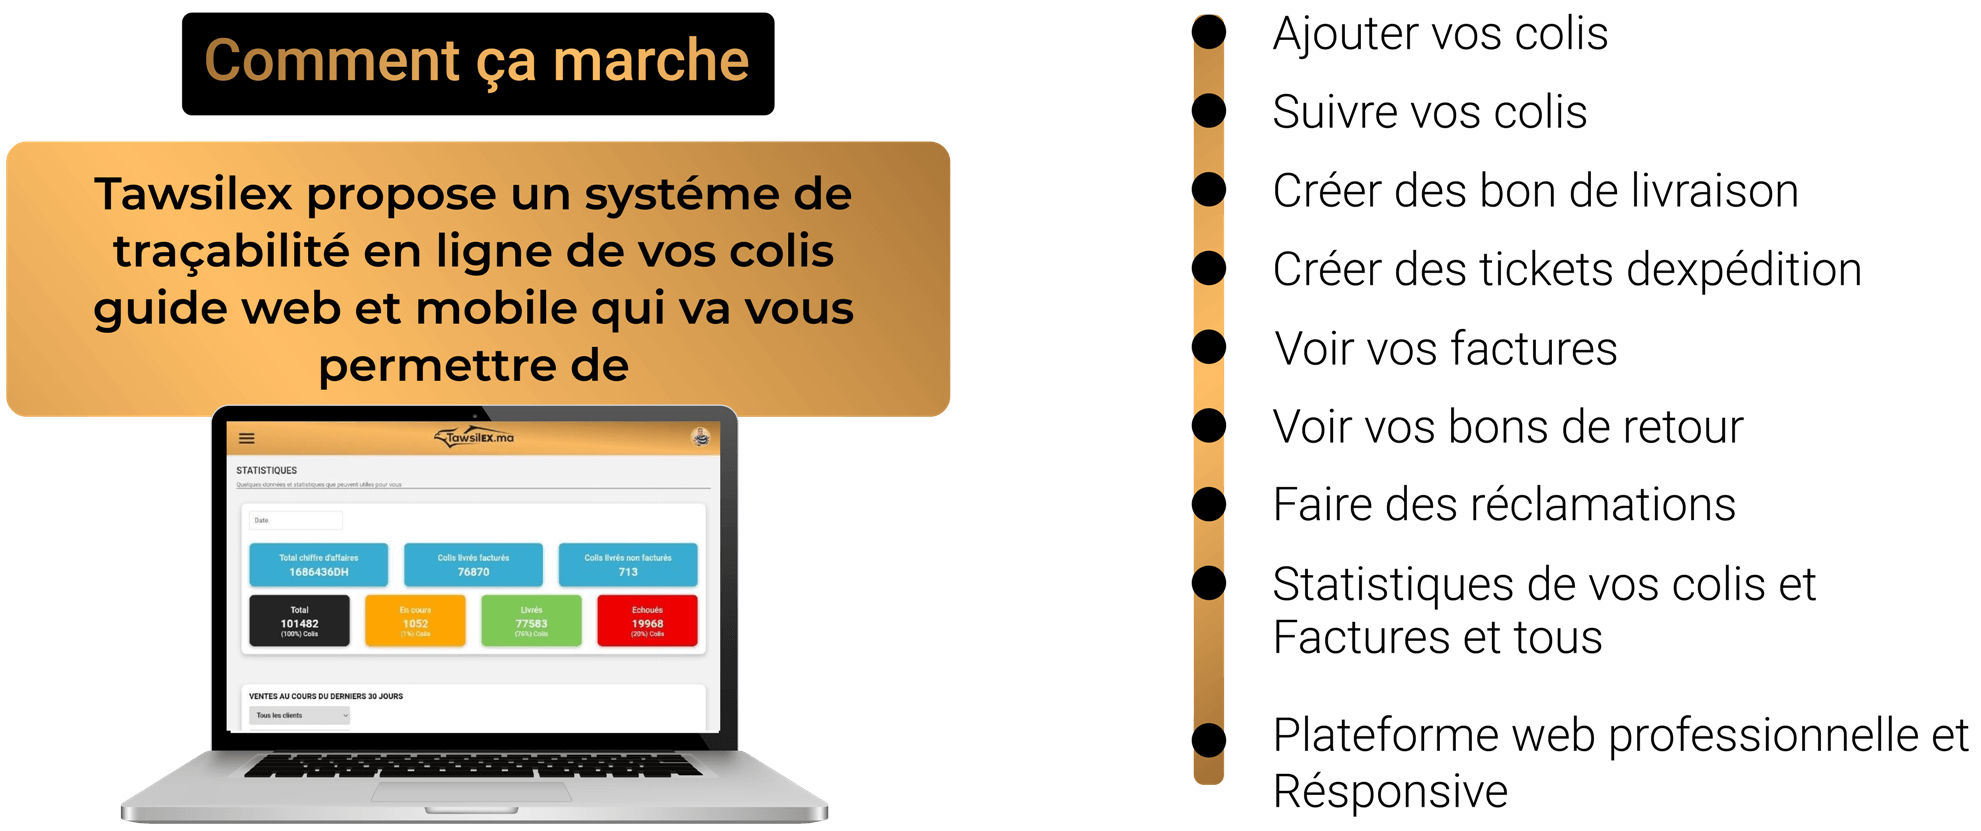 Comment ça marche
Tawsilex propose un systéme de
traçabilité en ligne de vos colis
guide web et mobile qui va vous
permettre de
TawsilEX.ma
STATISTIQUES
Quelques données et statistiques que peuvent utiles pour vous
Date
Total chiffre d'affaires
1686436DH
Colis livrés facturés
76870
Colis livrés non facturés
713
Total
101482
(100%) Colis
En cours
1052
(1%) Colis
Livrés
77583
(76%) Colis
Echoués
19968
(20%) Colis
VENTES AU COURS DU DERNIERS 30 JOURS
Tous les clients
Ajouter vos colis
Suivre vos colis
Créer des bon de livraison
Créer des tickets dexpédition
Voir vos factures
Voir vos bons de retour
Faire des réclamations
Statistiques de vos colis et
Factures et tous
Plateforme web professionnelle et
Résponsive